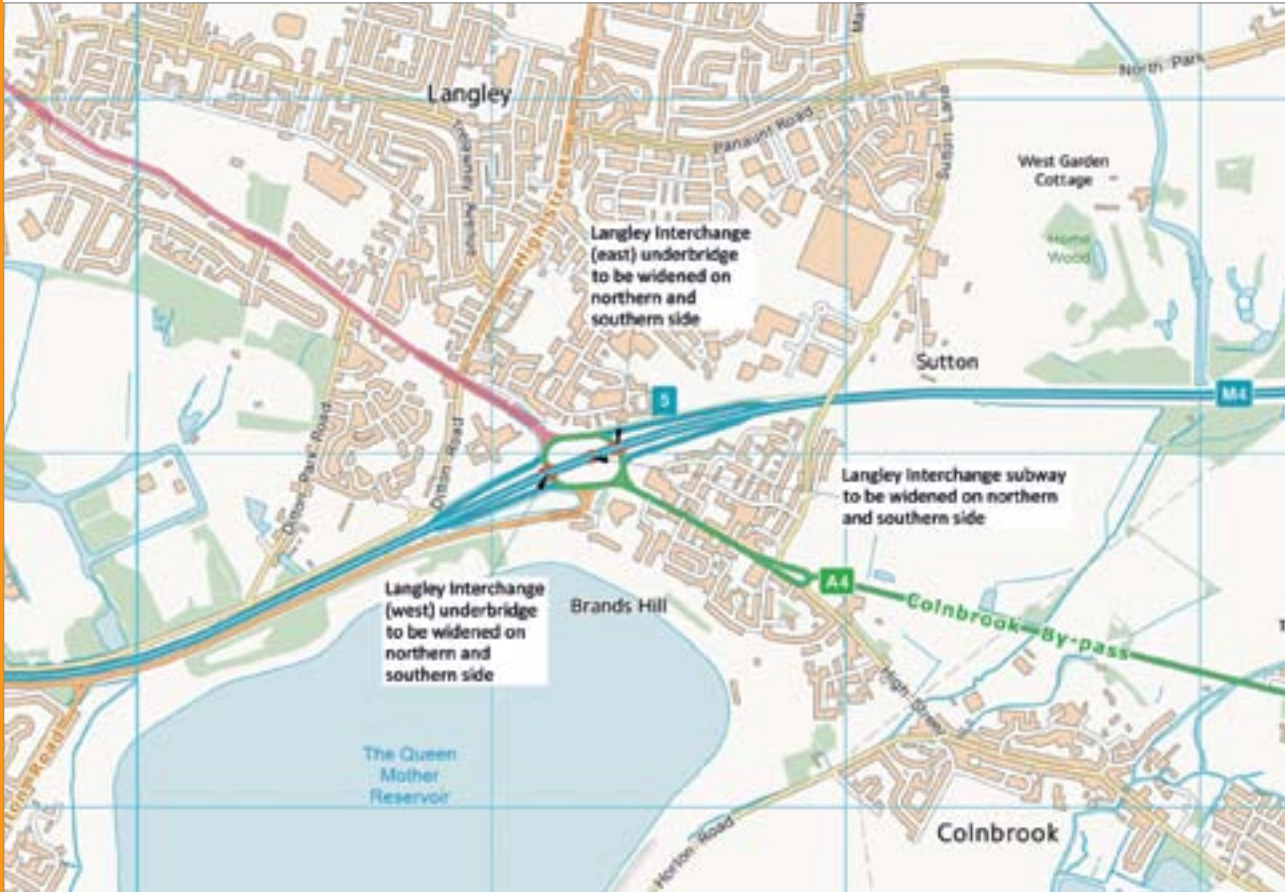 Langley
North Park
Parlaunt Road
Sutton Lane
Trelawney Avenue
High Street
West Garden
Cottage
Home
Wood
Langley Interchange
(east) underbridge
to be widened on
northern and
southern side
Sutton
5
M4
Ditton Park Road
Ditton Road
Langley Interchange subway
to be widened on northern
and southern side
Langley Interchange
(west) underbridge
to be widened on
northern and
southern side
Brands Hill
A4
Colnbrook By-pass
High Street
The Queen
Mother
Reservoir
Horton Road
Colnbrook